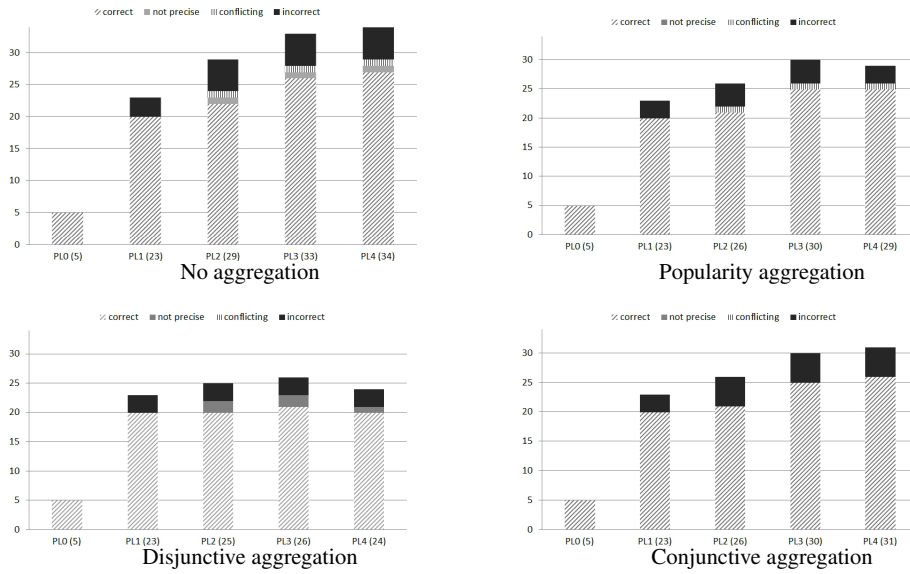 correct not precise conflicting incorrect
30
25
20
15
10
5
0
PL0 (5) PL1 (23) PL2 (29) PL3 (33) PL4 (34)
No aggregation
correct not precise conflicting incorrect
30
25
20
15
10
5
0
PL0 (5) PL1 (23) PL2 (26) PL3 (30) PL4 (29)
Popularity aggregation
correct not precise conflicting incorrect
30
25
20
15
10
5
0
PL0 (5) PL1 (23) PL2 (25) PL3 (26) PL4 (24)
Disjunctive aggregation
correct not precise conflicting incorrect
30
25
20
15
10
5
0
PL0 (5) PL1 (23) PL2 (26) PL3 (30) PL4 (31)
Conjunctive aggregation